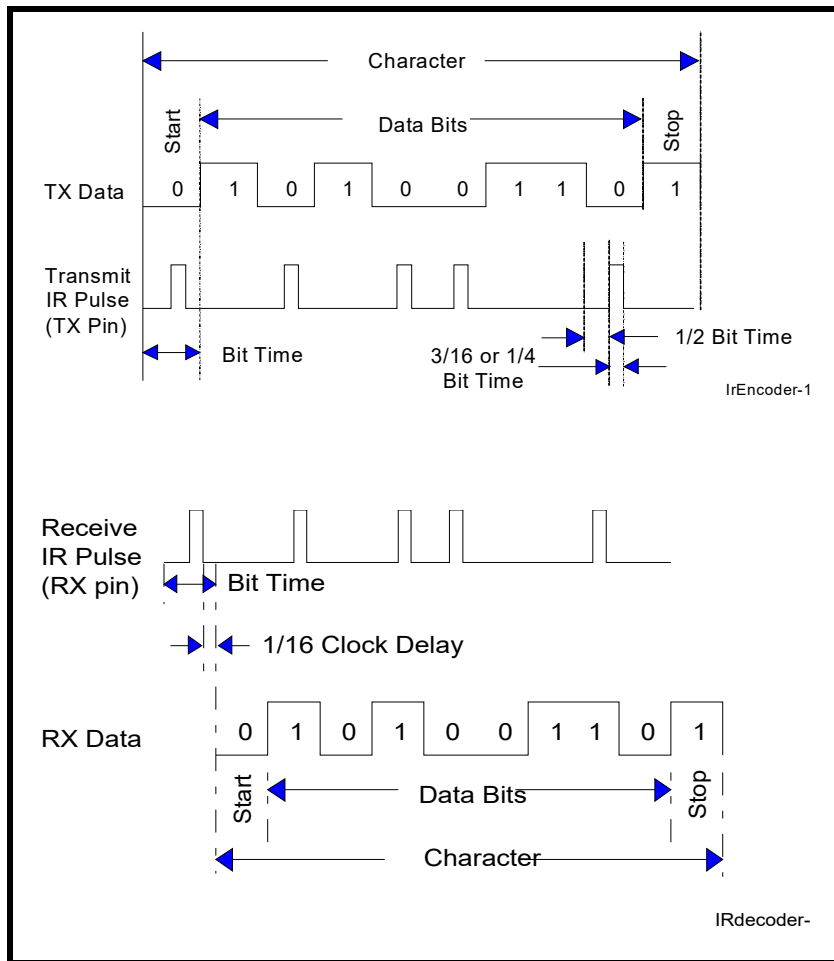 Character
Start
Data Bits
Stop
TX Data
0 1 0 1 0 0 1 1 0 1
Transmit
IR Pulse
(TX Pin)
Bit Time
3/16 or 1/4
Bit Time
1/2 Bit Time
IrEncoder-1
Receive
IR Pulse
(RX pin)
Bit Time
1/16 Clock Delay
RX Data
0 1 0 1 0 0 1 1 0 1
Start
Data Bits
Stop
Character
IRdecoder-